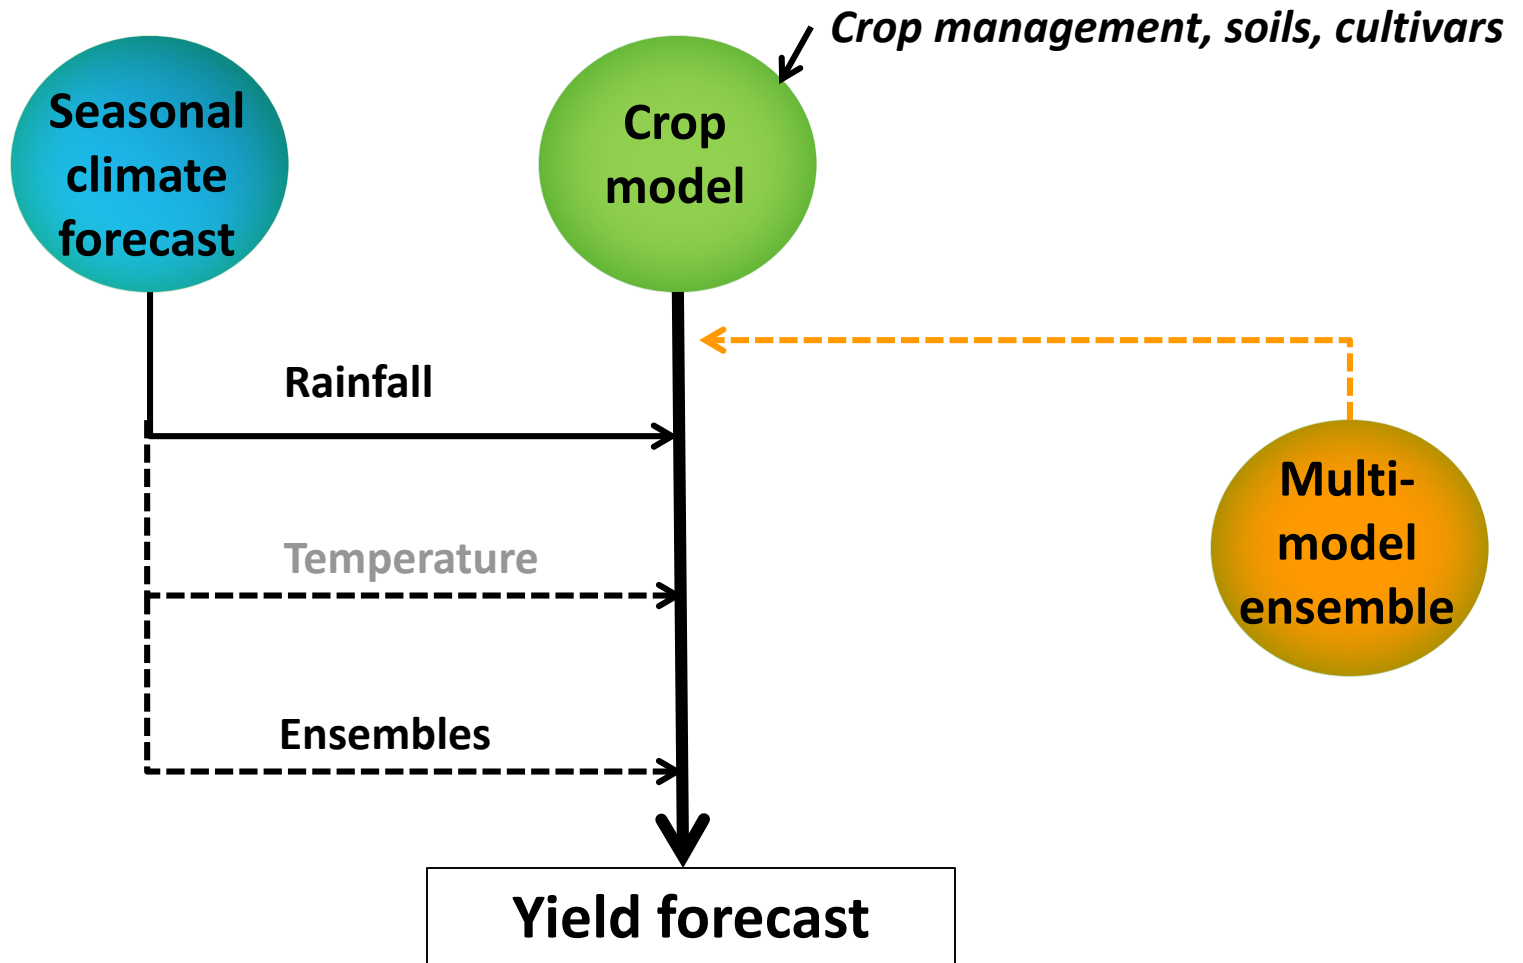 Crop management, soils, cultivars
Seasonal
climate
forecast
Crop
model
Rainfall
Multi-
model
ensemble
Temperature
Ensembles
Yield forecast